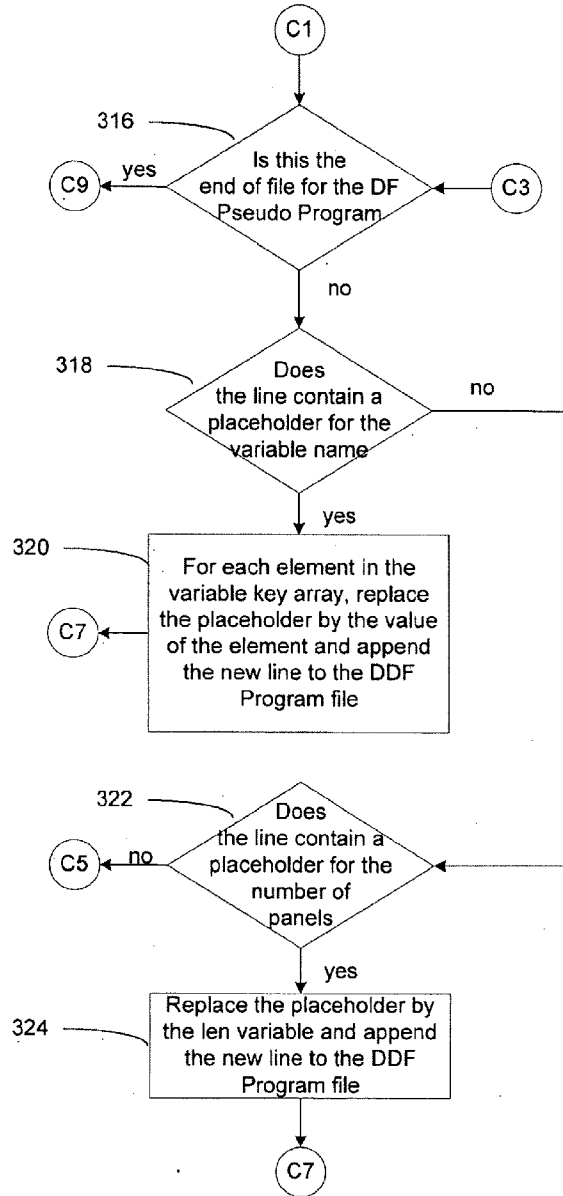 C1
316
Is this the
end of file for the DF
Pseudo Program
yes
C9
C3
no
318
Does
the line contain a
placeholder for the
variable name
no
yes
320
For each element in the
variable key array, replace
the placeholder by the value
of the element and append
the new line to the DDF
Program file
C7
322
Does
the line contain a
placeholder for the
number of
panels
no
C5
yes
324
Replace the placeholder by
the len variable and append
the new line to the DDF
Program file
C7